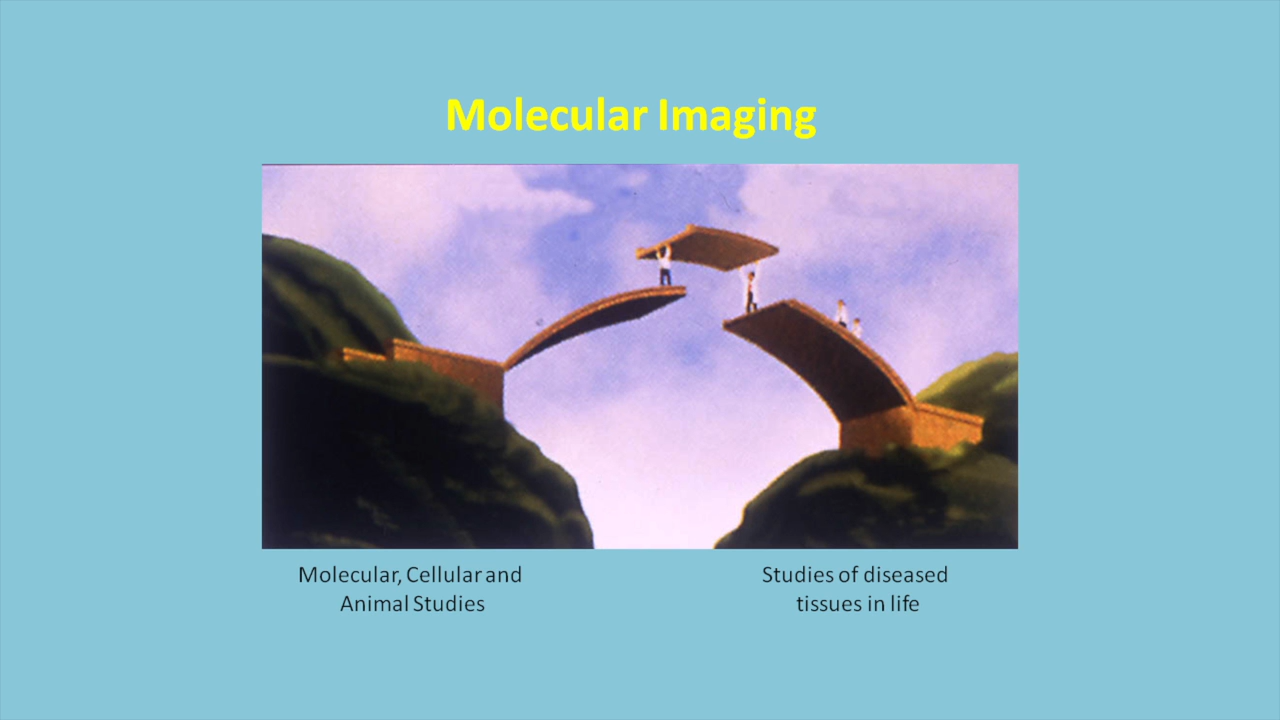 Molecular Imaging
Molecular, Cellular and
Animal Studies
Studies of diseased
tissues in life